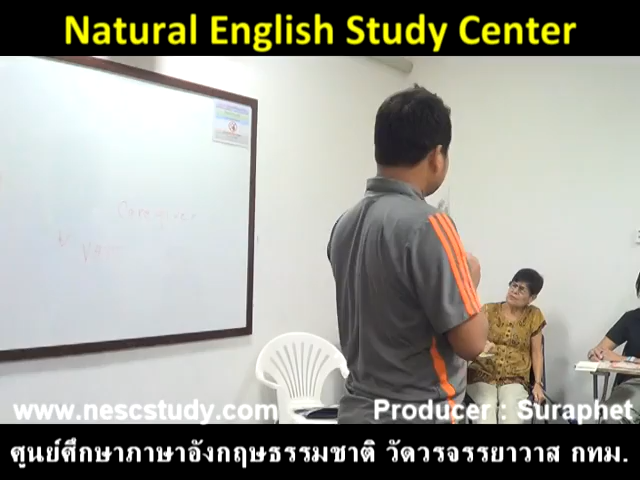 Natural English Study Center
Caregiver
www.nescstudy.com
Producer : Suraphet
ศูนย์ศึกษาภาษาอังกฤษธรรมชาติ วัดวรจรรยาวาส กทม.